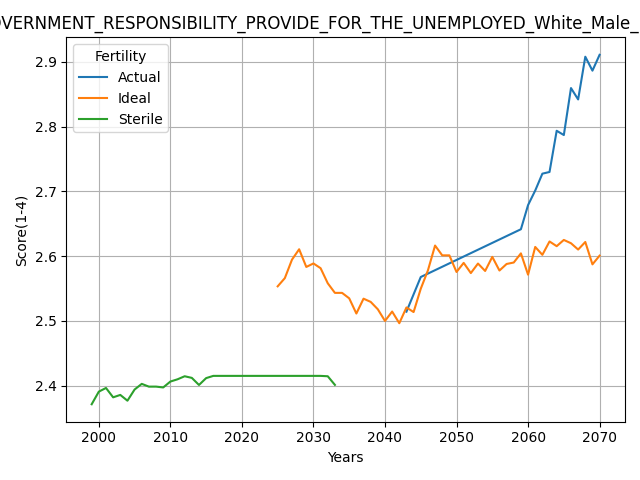 OVERNMENT_RESPONSIBILITY_PROVIDE_FOR_THE_UNEMPLOYED_White_Male_
Fertility
Actual
Ideal
Sterile
Score(1-4)
2.9
2.8
2.7
2.6
2.5
2.4
2000 2010 2020 2030 2040 2050 2060 2070
Years